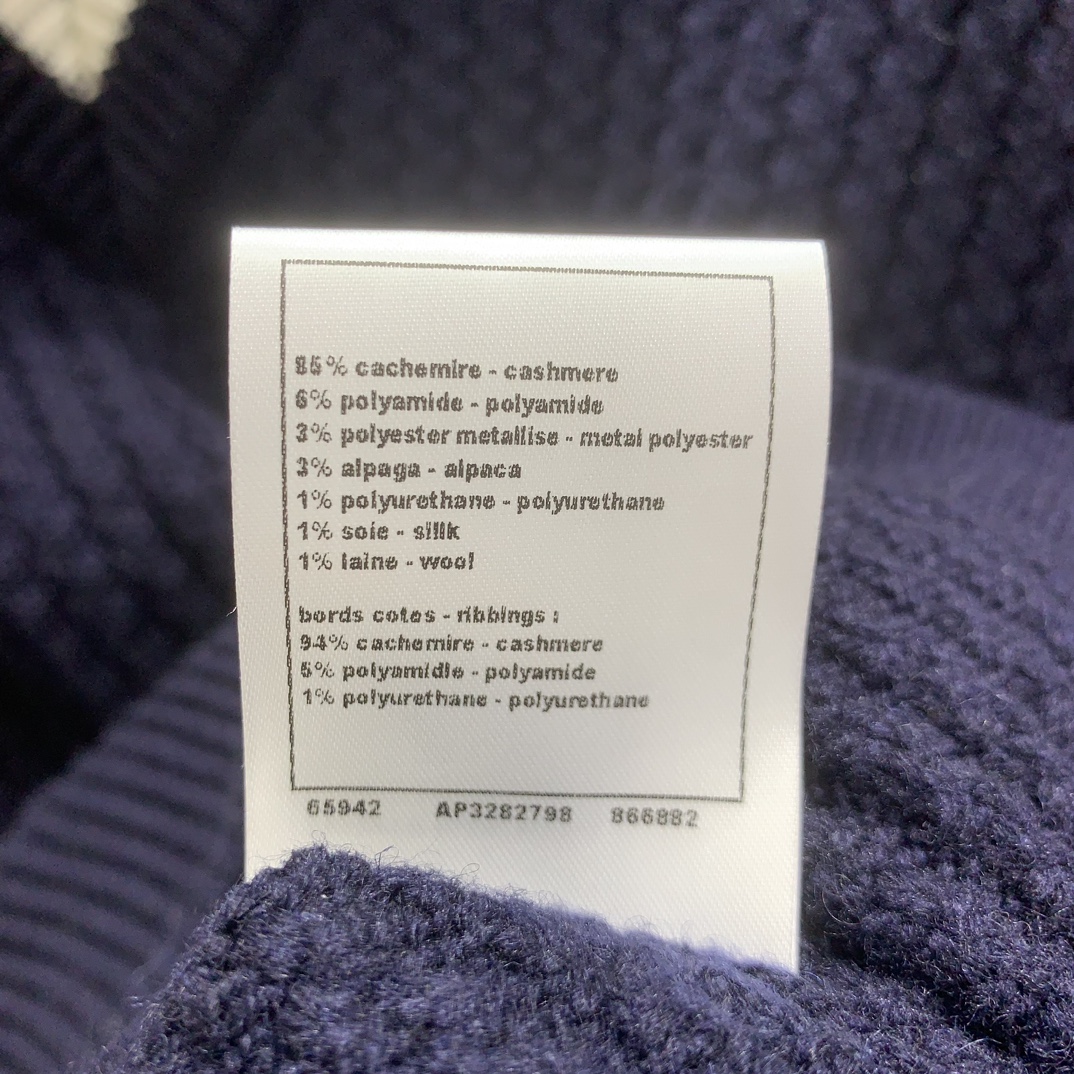 85% cachemire - cashmere
6% polyamide - polyamide
3% polyester metallise - metal polyester
3% alpaga - alpaca
1% polyurethane - polyurethane
1% soie - silk
1% laine - wool
bords cotes - ribbings :
94% cachemire - cashmere
5% polyamide - polyamide
1% polyurethane - polyurethane
65942 AP3282798 866882